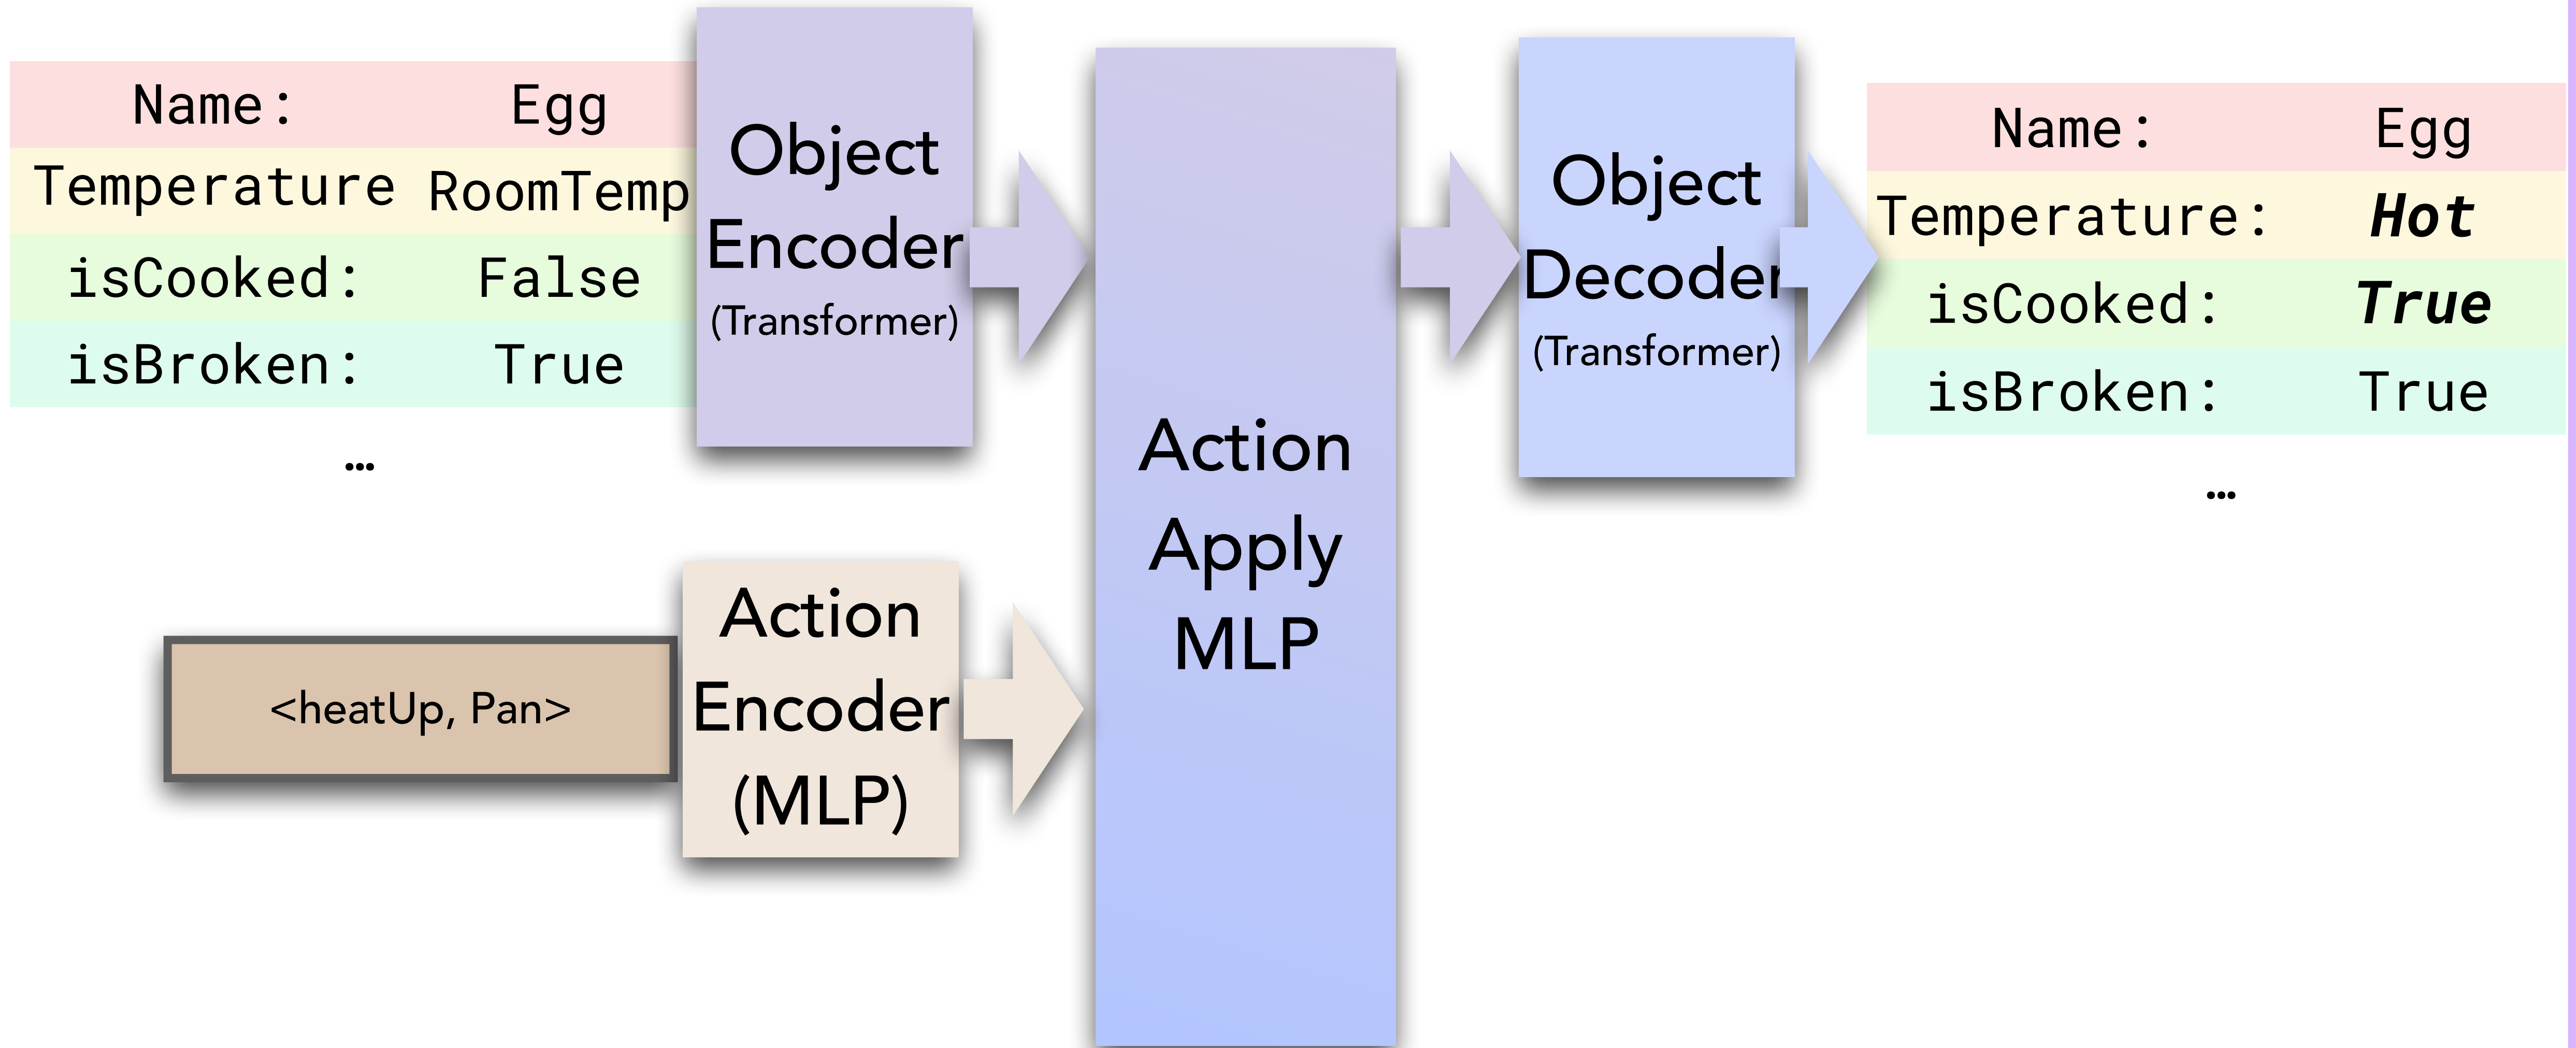 Name: Egg
Temperature RoomTemp
isCooked: False
isBroken: True
…
Object
Encoder
(Transformer)
<heatUp, Pan>
Action
Encoder
(MLP)
Action
Apply
MLP
Object
Decoder
(Transformer)
Name: Egg
Temperature: Hot
isCooked: True
isBroken: True
…